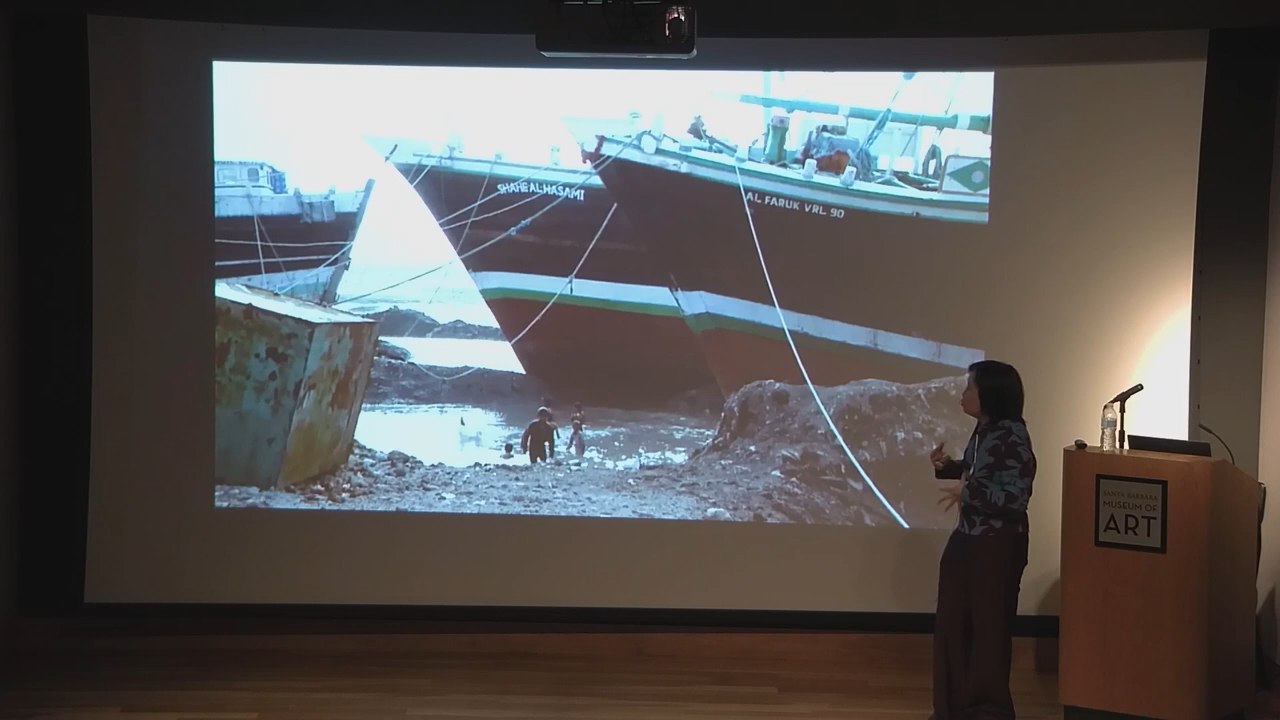 SHAHE AL HASAMI
AL FARUK VRL 90
SANTA BARBARA
MUSEUM OF
ART